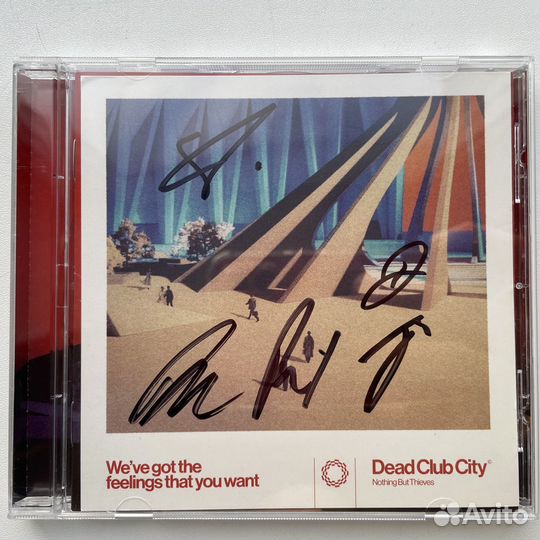 We've got the
feelings that you want
Dead Club City©
Nothing But Thieves
Avito